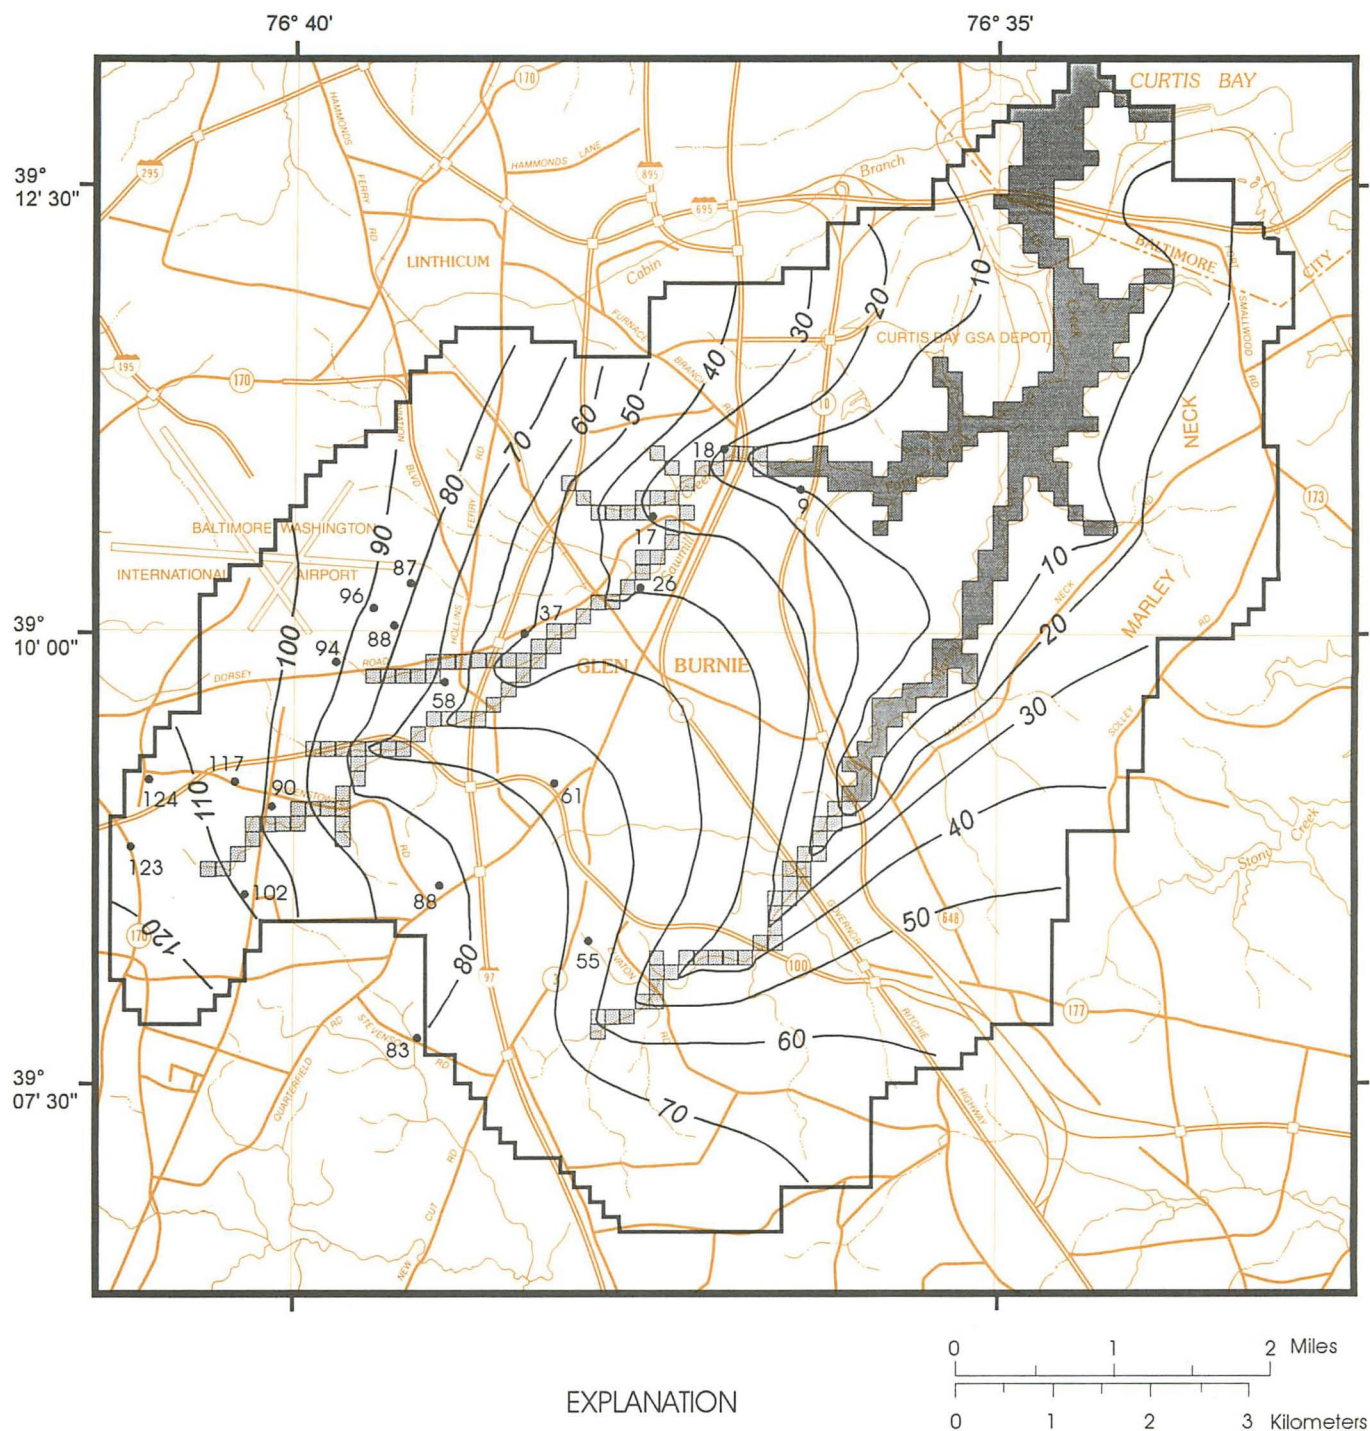 76° 40'
76° 35'
CURTIS BAY
170
HAMMONDS
FERRY
RD
HAMMONDS LANE
295
895
Branch
39°
12' 30"
695
LINTHICUM
Cabin
BALTIMORE
CITY
10
20
30
40
FURNACE
BRANCH
RD
CURTIS BAY GSA DEPOT
Creek
SMALLWOOD
RD
195
170
50
60
70
80
90
10
NECK
18
Creek
9
173
BLVD
FERRY
RD
BALTIMORE WASHINGTON
INTERNATIONAL AIRPORT
87
96
88
94
17
Sawmill
26
37
10
NECK
RD
20
MARLEY
RD
39°
10' 00"
100
HOLLINS
DORSEY
ROAD
58
GLEN BURNIE
2
30
SOLLEY
117
124
90
110
61
40
Stony Creek
123
RD
102
88
GOVERNOR
50
648
170
120
80
97
3
55
RD
100
RITCHIE
177
83
RD
STEVENSON
RD
60
39°
07' 30"
QUARTERFIELD
70
HIGHWAY
NEW CUT RD
0 1 2 Miles
EXPLANATION
0 1 2 3 Kilometers